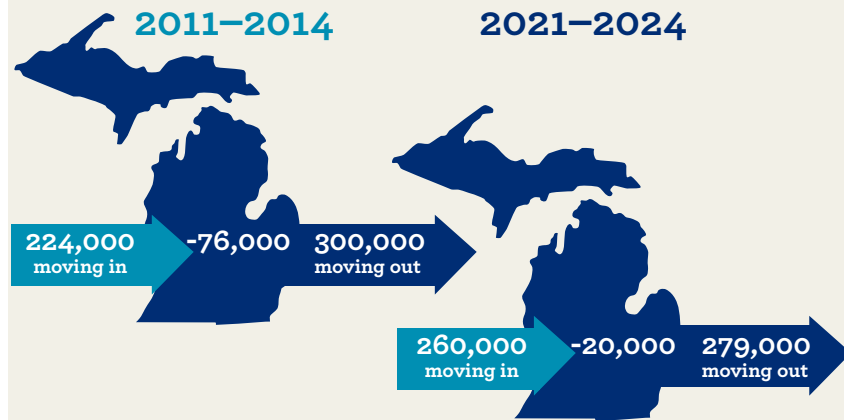 2011–2014
224,000
moving in
-76,000
300,000
moving out
2021–2024
260,000
moving in
-20,000
279,000
moving out